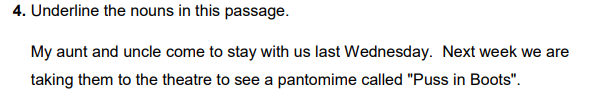 4. Underline the nouns in this passage.
My aunt and uncle come to stay with us last Wednesday.  Next week we are
taking them to the theatre to see a pantomime called "Puss in Boots".